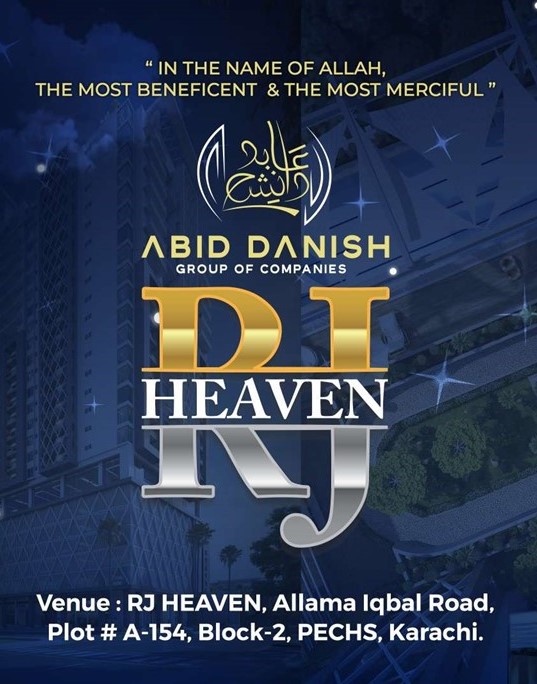 “ IN THE NAME OF ALLAH,
THE MOST BENEFICENT & THE MOST MERCIFUL ”
عابد
دانش
ABID DANISH
GROUP OF COMPANIES
RJ
HEAVEN
Venue : RJ HEAVEN, Allama Iqbal Road,
Plot # A-154, Block-2, PECHS, Karachi.